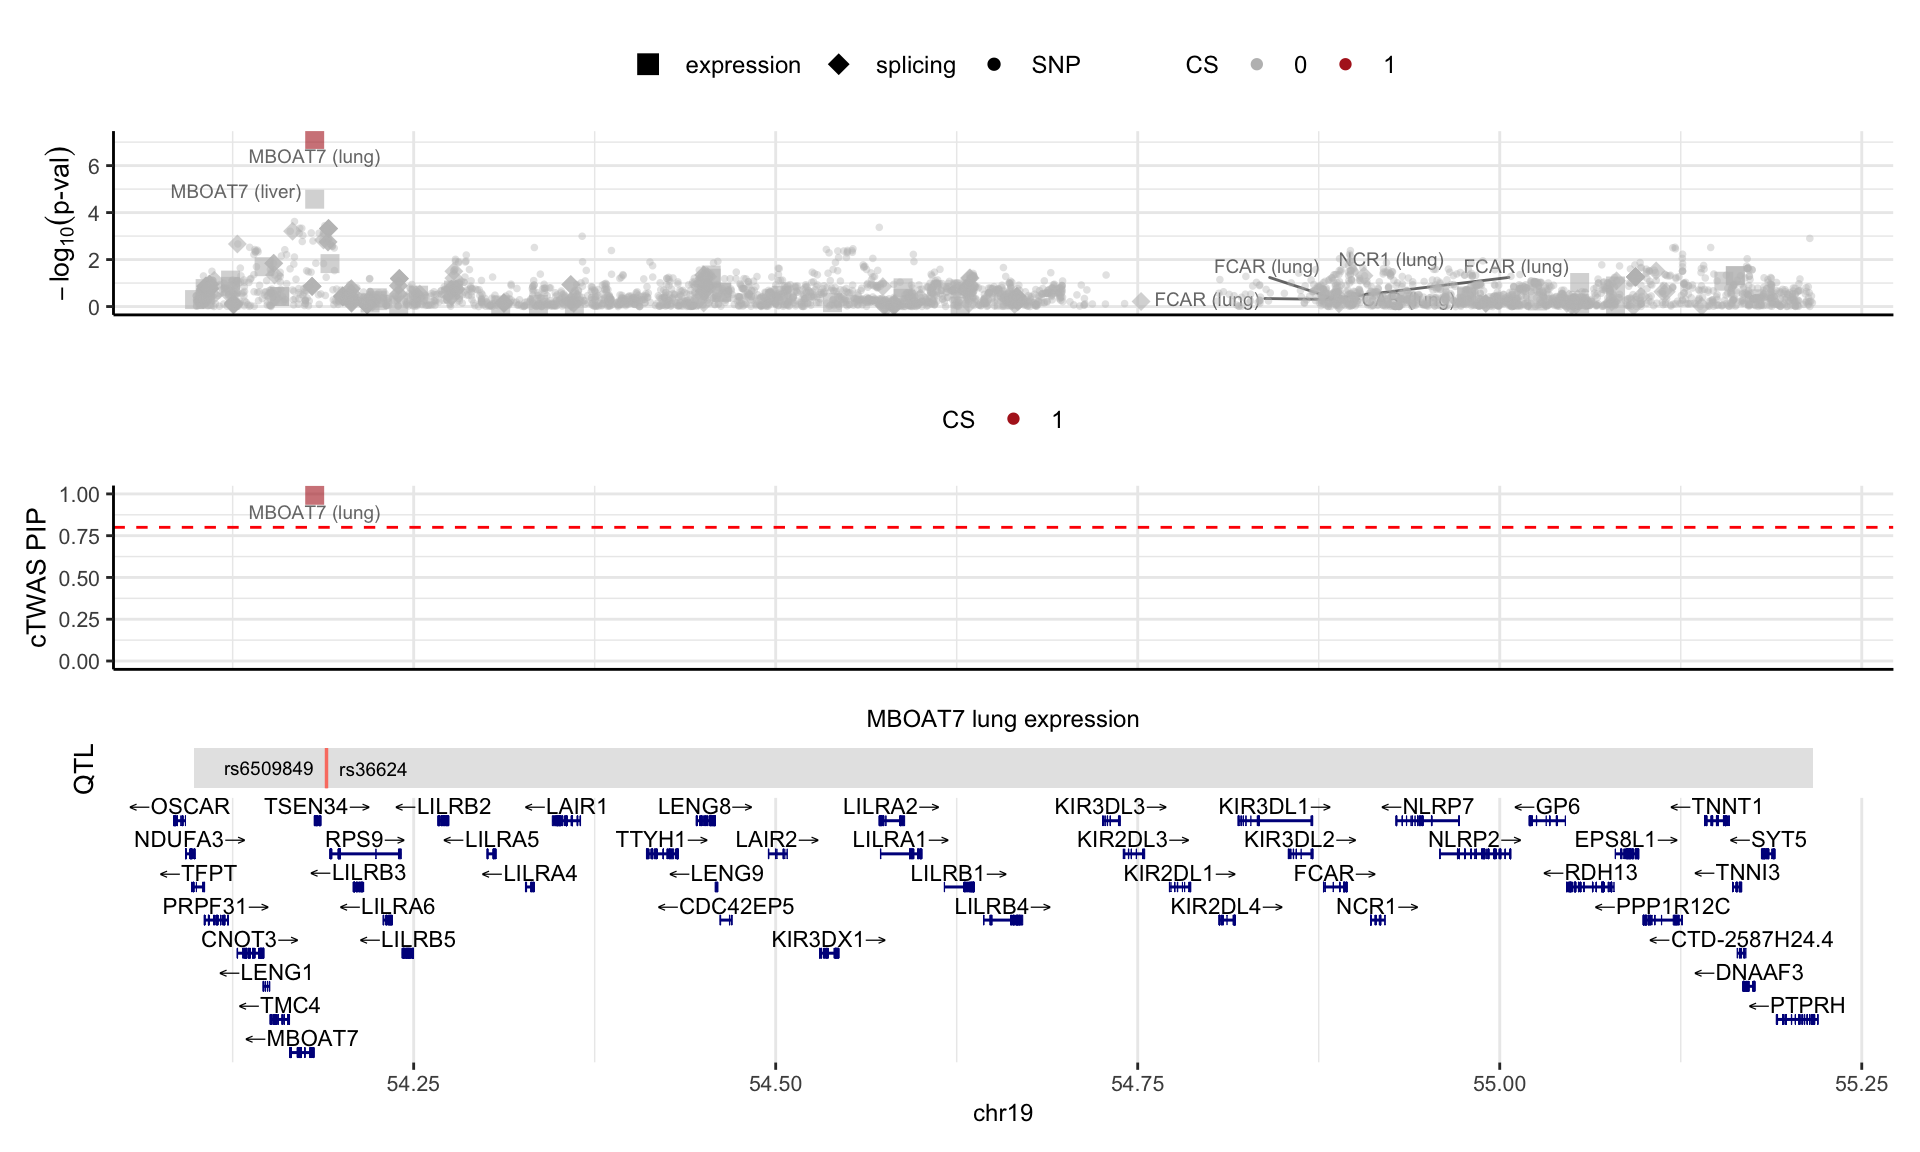 expression splicing SNP CS 0 1
−log10(p-val)
6
4
2
0
MBOAT7 (lung)
MBOAT7 (liver)
FCAR (lung)
NCR1 (lung)
FCAR (lung)
FCAR (lung)
CS 1
cTWAS PIP
1.00
0.75
0.50
0.25
0.00
MBOAT7 (lung)
MBOAT7 lung expression
QTL
rs6509849 rs36624
←OSCAR TSEN34→ ←LILRB2 ←LAIR1 LENG8→ LILRA2→ KIR3DL3→ KIR3DL1→ ←NLRP7 ←GP6 ←TNNT1
NDUFA3→ RPS9→ ←LILRA5 TTYH1→ LAIR2→ LILRA1→ KIR2DL3→ KIR3DL2→ NLRP2→ EPS8L1→ ←SYT5
←TFPT ←LILRB3 ←LILRA4 ←LENG9 LILRB1→ KIR2DL1→ FCAR→ ←RDH13 ←TNNI3
PRPF31→ ←LILRA6 ←CDC42EP5 LILRB4→ KIR2DL4→ NCR1→ ←PPP1R12C
CNOT3→ ←LILRB5 KIR3DX1→ ←CTD-2587H24.4
←LENG1 ←DNAAF3
←TMC4 ←PTPRH
←MBOAT7
54.25 54.50 54.75 55.00 55.25
chr19